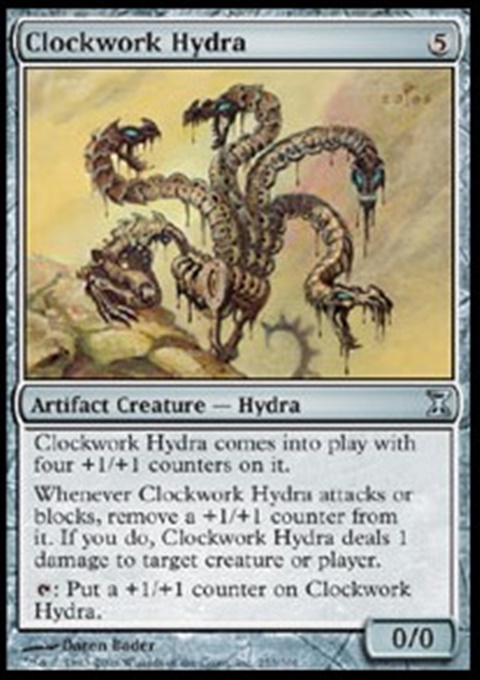 Clockwork Hydra 5
Artifact Creature — Hydra
Clockwork Hydra comes into play with
four +1/+1 counters on it.
Whenever Clockwork Hydra attacks or
blocks, remove a +1/+1 counter from
it. If you do, Clockwork Hydra deals 1
damage to target creature or player.
: Put a +1/+1 counter on Clockwork
Hydra.
Daren Bader
0/0